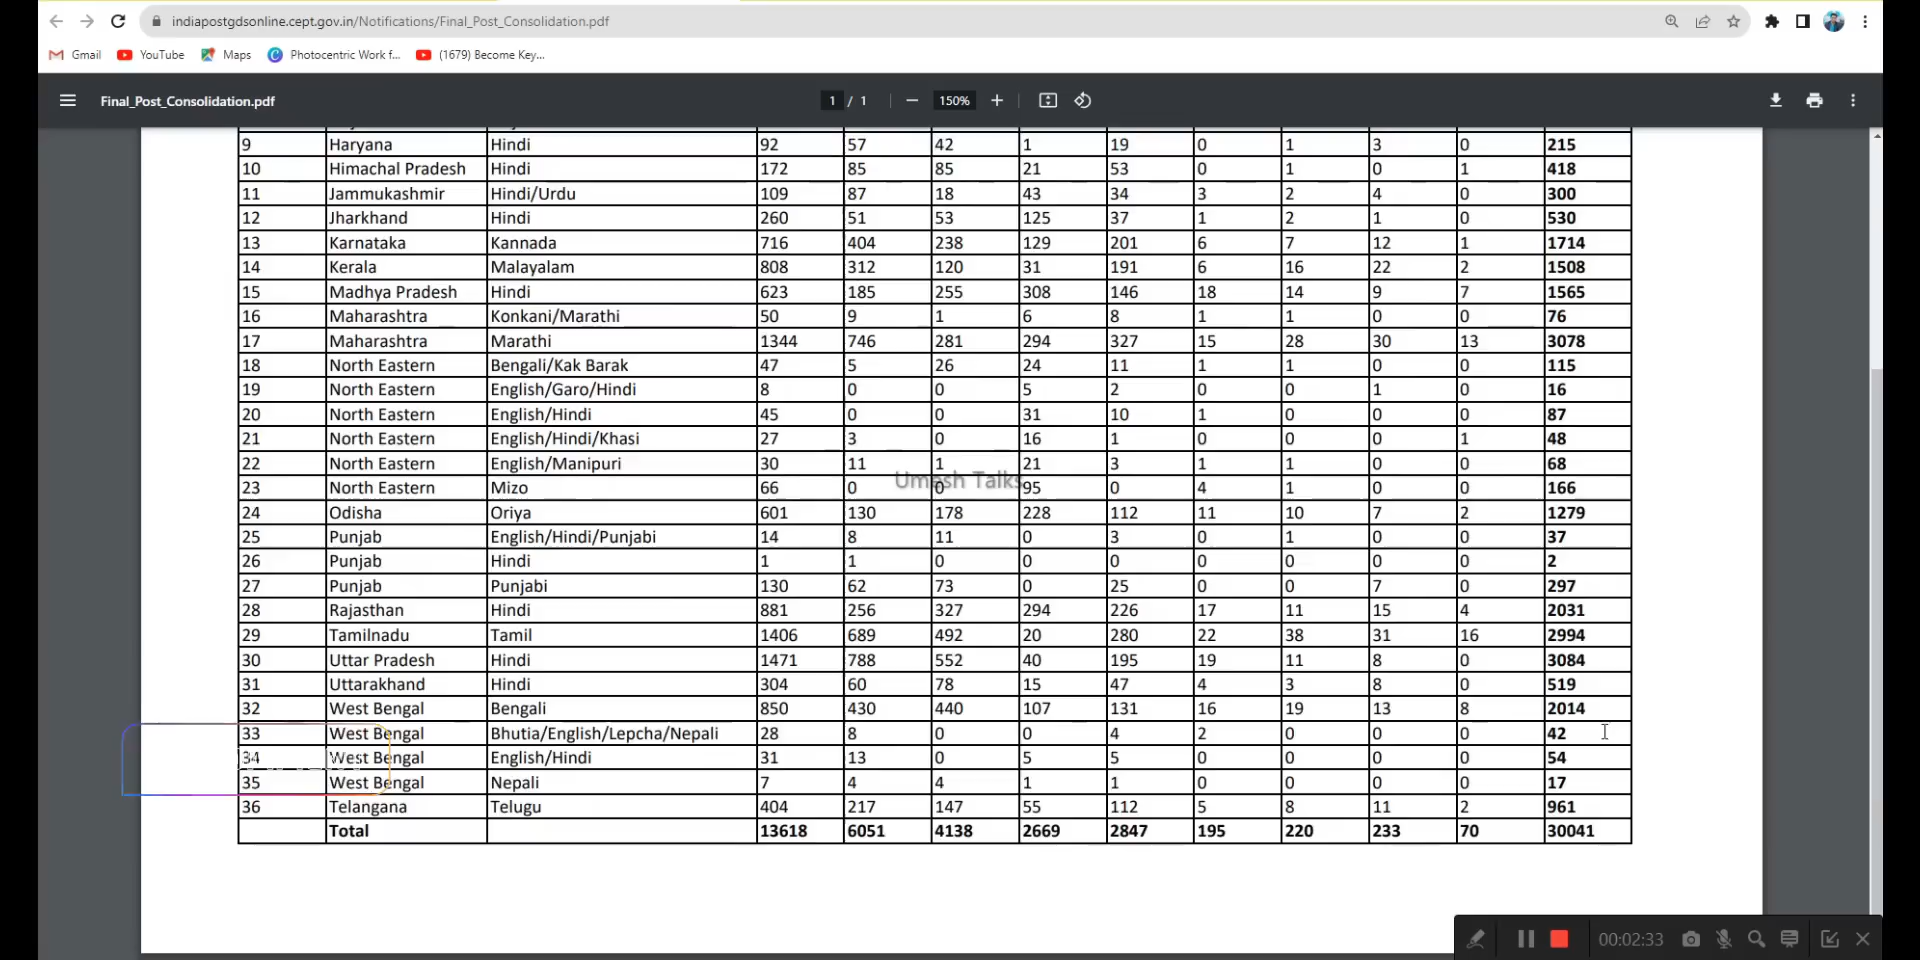 indiapostgdsonline.cept.gov.in/Notifications/Final_Post_Consolidation.pdf
Gmail YouTube Maps Photocentric Work f... (1679) Become Key...
Final_Post_Consolidation.pdf 1 / 1 150%
9 Haryana Hindi 92 57 42 1 19 0 1 3 0 215
10 Himachal Pradesh Hindi 172 85 85 21 53 0 1 0 1 418
11 Jammukashmir Hindi/Urdu 109 87 18 43 34 3 2 4 0 300
12 Jharkhand Hindi 260 51 53 125 37 1 2 1 0 530
13 Karnataka Kannada 716 404 238 129 201 6 7 12 1 1714
14 Kerala Malayalam 808 312 120 31 191 6 16 22 2 1508
15 Madhya Pradesh Hindi 623 185 255 308 146 18 14 9 7 1565
16 Maharashtra Konkani/Marathi 50 9 1 6 8 1 1 0 0 76
17 Maharashtra Marathi 1344 746 281 294 327 15 28 30 13 3078
18 North Eastern Bengali/Kak Barak 47 5 26 24 11 1 1 0 0 115
19 North Eastern English/Garo/Hindi 8 0 0 5 2 0 0 1 0 16
20 North Eastern English/Hindi 45 0 0 31 10 1 0 0 0 87
21 North Eastern English/Hindi/Khasi 27 3 0 16 1 0 0 0 1 48
22 North Eastern English/Manipuri 30 11 1 21 3 1 1 0 0 68
Umesh Talks
23 North Eastern Mizo 66 0 0 95 0 4 1 0 0 166
24 Odisha Oriya 601 130 178 228 112 11 10 7 2 1279
25 Punjab English/Hindi/Punjabi 14 8 11 0 3 0 1 0 0 37
26 Punjab Hindi 1 1 0 0 0 0 0 0 0 2
27 Punjab Punjabi 130 62 73 0 25 0 0 7 0 297
28 Rajasthan Hindi 881 256 327 294 226 17 11 15 4 2031
29 Tamilnadu Tamil 1406 689 492 20 280 22 38 31 16 2994
30 Uttar Pradesh Hindi 1471 788 552 40 195 19 11 8 0 3084
31 Uttarakhand Hindi 304 60 78 15 47 4 3 8 0 519
32 West Bengal Bengali 850 430 440 107 131 16 19 13 8 2014
33 West Bengal Bhutia/English/Lepcha/Nepali 28 8 0 0 4 2 0 0 0 42
34 West Bengal English/Hindi 31 13 0 5 5 0 0 0 0 54
35 West Bengal Nepali 7 4 4 1 1 0 0 0 0 17
36 Telangana Telugu 404 217 147 55 112 5 8 11 2 961
Total 13618 6051 4138 2669 2847 195 220 233 70 30041
00:02:33